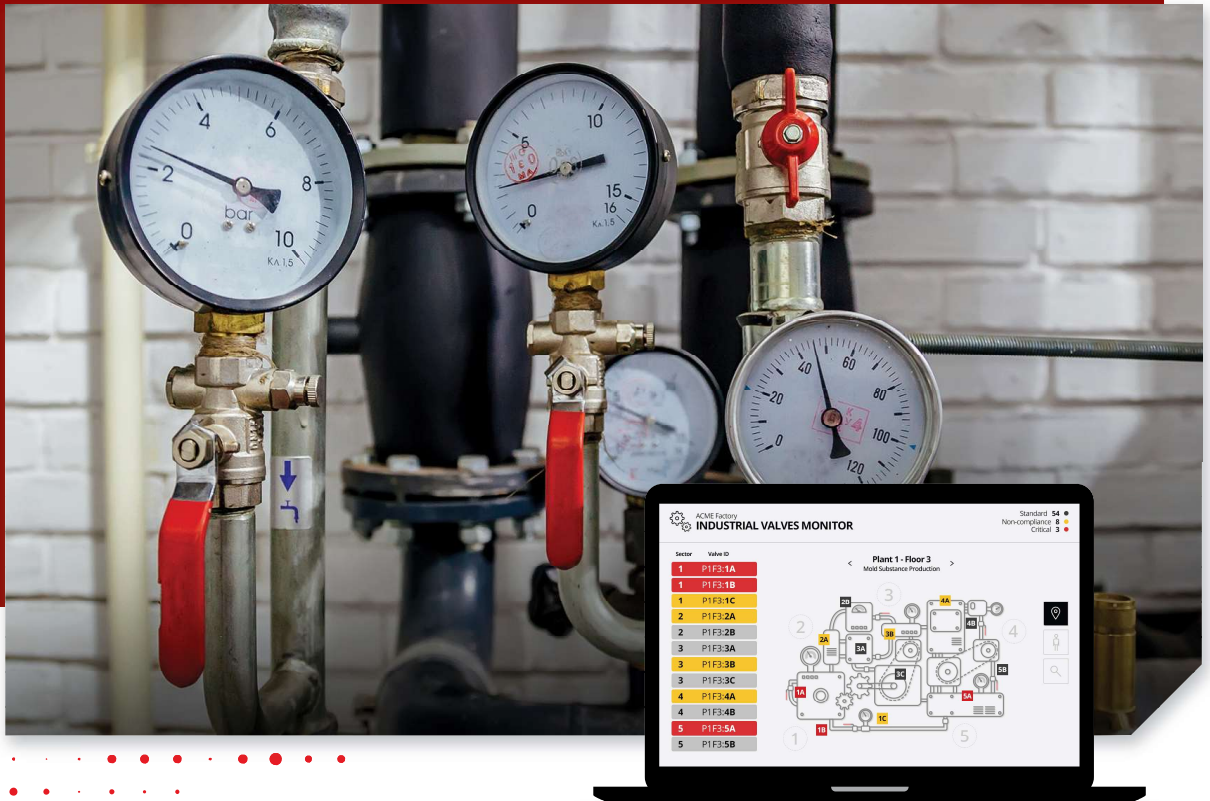 4
6
2
8
bar
0
10
Кл.1,5
5
10
15
0
16
Кл.1,5
40
60
20
80
0
100
120
ACME Factory
INDUSTRIAL VALVES MONITOR
Standard 54
Non-compliance 8
Critical 3
Sector Valve ID
1 P1F3:1A
1 P1F3:1B
1 P1F3:1C
2 P1F3:2A
2 P1F3:2B
3 P1F3:3A
3 P1F3:3B
3 P1F3:3C
4 P1F3:4A
4 P1F3:4B
5 P1F3:5A
5 P1F3:5B
< Plant 1 - Floor 3 >
Mold Substance Production
3
2B
4A
2
2A
3B
4B
4
3A
3C
5B
1A
5A
1C
1B
1
5